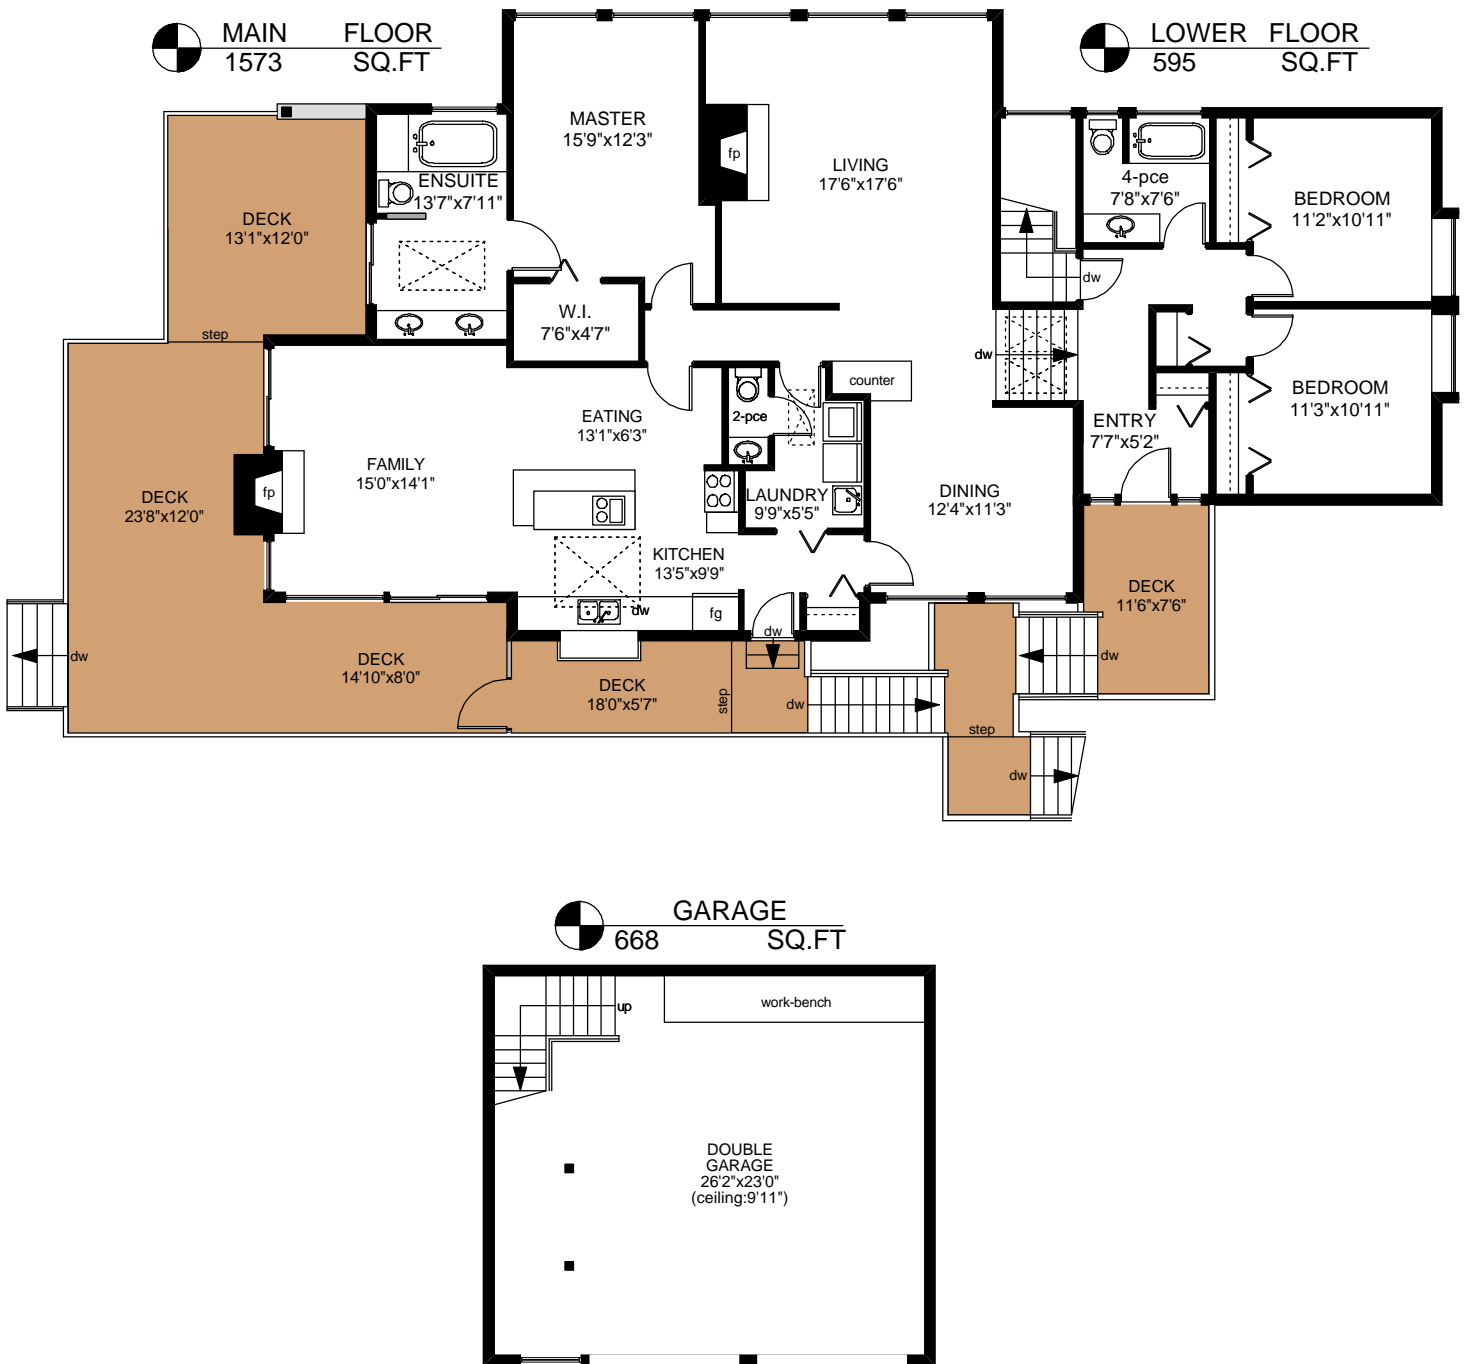 MAIN FLOOR
1573 SQ.FT
LOWER FLOOR
595 SQ.FT
MASTER
15'9"x12'3"
fp
LIVING
17'6"x17'6"
ENSUITE
13'7"x7'11"
DECK
13'1"x12'0"
4-pce
7'8"x7'6"
BEDROOM
11'2"x10'11"
dw
W.I.
7'6"x4'7"
step
dw
counter
BEDROOM
11'3"x10'11"
EATING
13'1"x6'3"
2-pce
ENTRY
7'7"x5'2"
FAMILY
15'0"x14'1"
fp
DECK
23'8"x12'0"
LAUNDRY
9'9"x5'5"
DINING
12'4"x11'3"
KITCHEN
13'5"x9'9"
dw
fg
DECK
11'6"x7'6"
dw
dw
dw
DECK
14'10"x8'0"
DECK
18'0"x5'7"
step
dw
step
dw
GARAGE
668 SQ.FT
up
work-bench
DOUBLE
GARAGE
26'2"x23'0"
(ceiling:9'11")